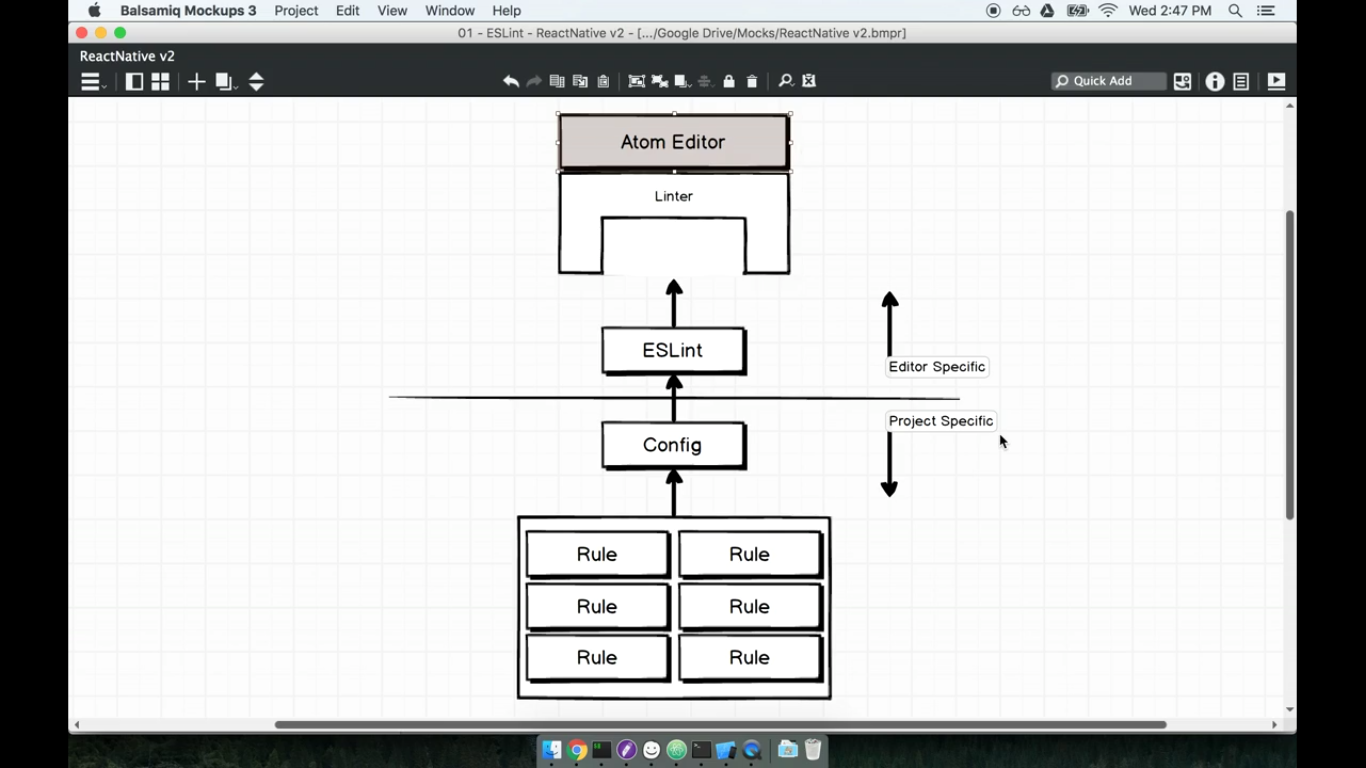 Balsamiq Mockups 3 Project Edit View Window Help Wed 2:47 PM
01 - ESLint - ReactNative v2 - [.../Google Drive/Mocks/ReactNative v2.bmpr]
ReactNative v2
Quick Add
Atom Editor
Linter
ESLint
Editor Specific
Project Specific
Config
Rule Rule
Rule Rule
Rule Rule